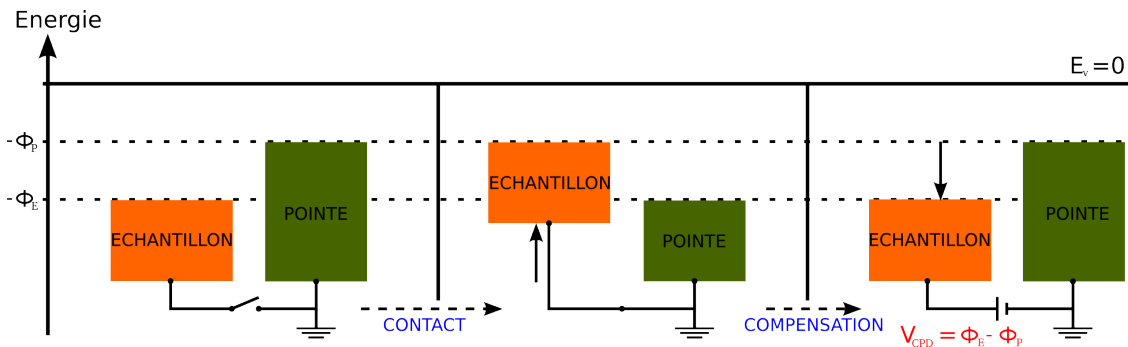 Energie
Eᵥ=0
-Φₚ
-Φ_E
ECHANTILLON
POINTE
ECHANTILLON
POINTE
ECHANTILLON
POINTE
CONTACT
COMPENSATION
V_CPD = Φ_E - Φₚ